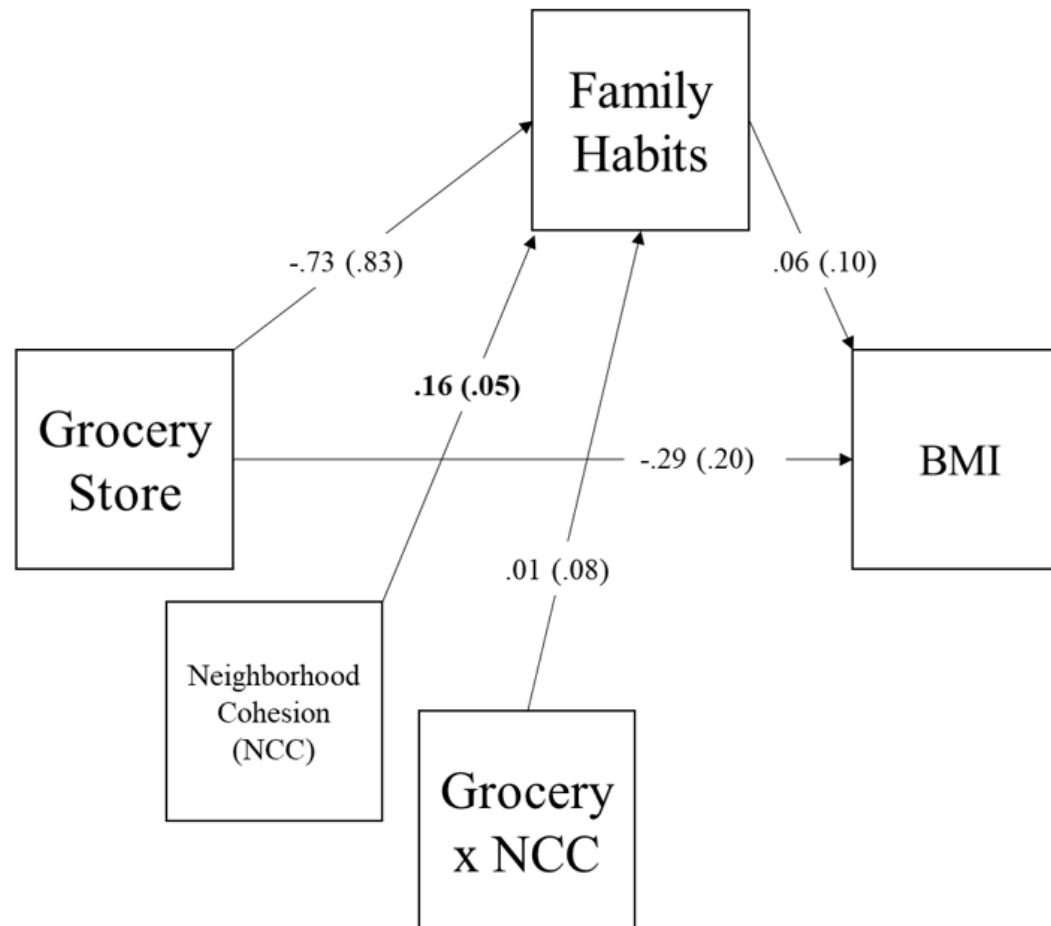 Family
Habits
-.73 (.83)
.06 (.10)
.16 (.05)
Grocery
Store
-.29 (.20)
BMI
.01 (.08)
Neighborhood
Cohesion
(NCC)
Grocery
x NCC